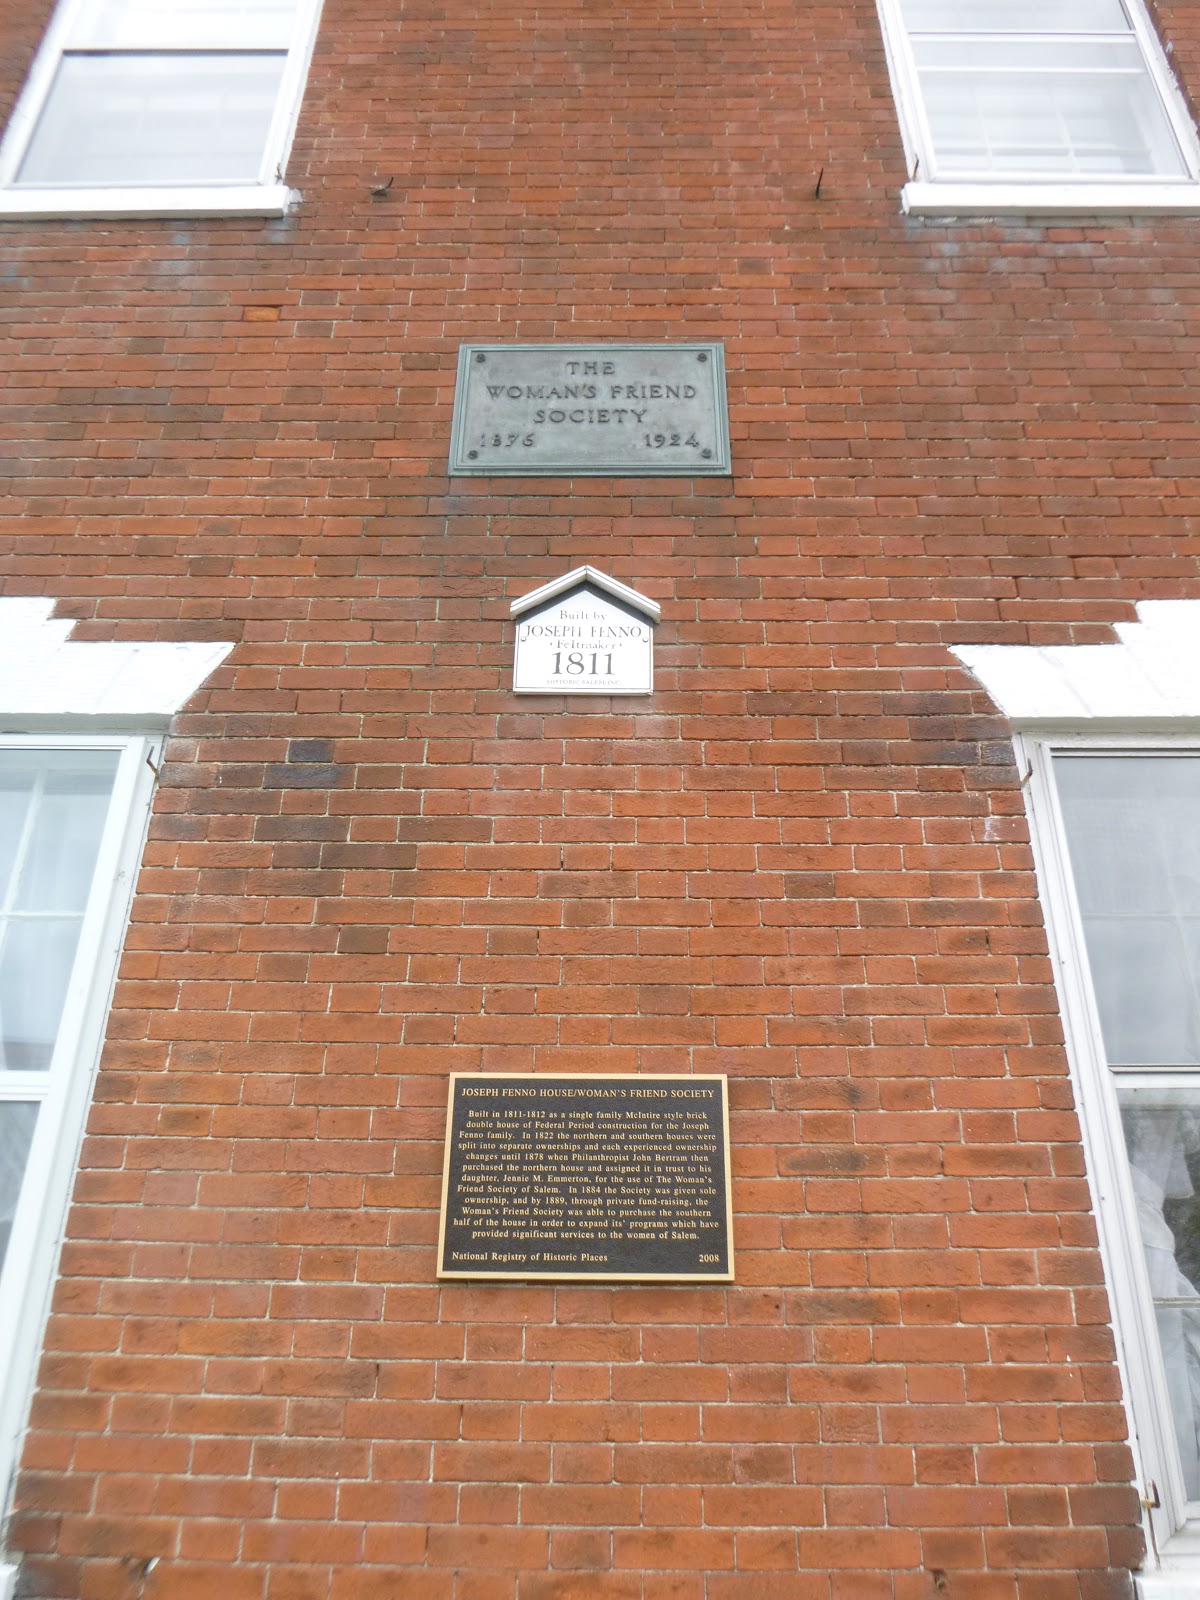 THE
WOMAN'S FRIEND
SOCIETY
1876 1924
Built by
JOSEPH FENNO
• Feltmaker •
1811
HISTORIC SALEM INC.
JOSEPH FENNO HOUSE/WOMAN'S FRIEND SOCIETY
Built in 1811-1812 as a single family McIntire style brick
double house of Federal Period construction for the Joseph
Fenno family. In 1822 the northern and southern houses were
split into separate ownerships and each experienced ownership
changes until 1878 when Philanthropist John Bertram then
purchased the northern house and assigned it in trust to his
daughter, Jennie M. Emmerton, for the use of The Woman's
Friend Society of Salem. In 1884 the Society was given sole
ownership, and by 1889, through private fund-raising, the
Woman's Friend Society was able to purchase the southern
half of the house in order to expand its' programs which have
provided significant services to the women of Salem.
National Registry of Historic Places 2008